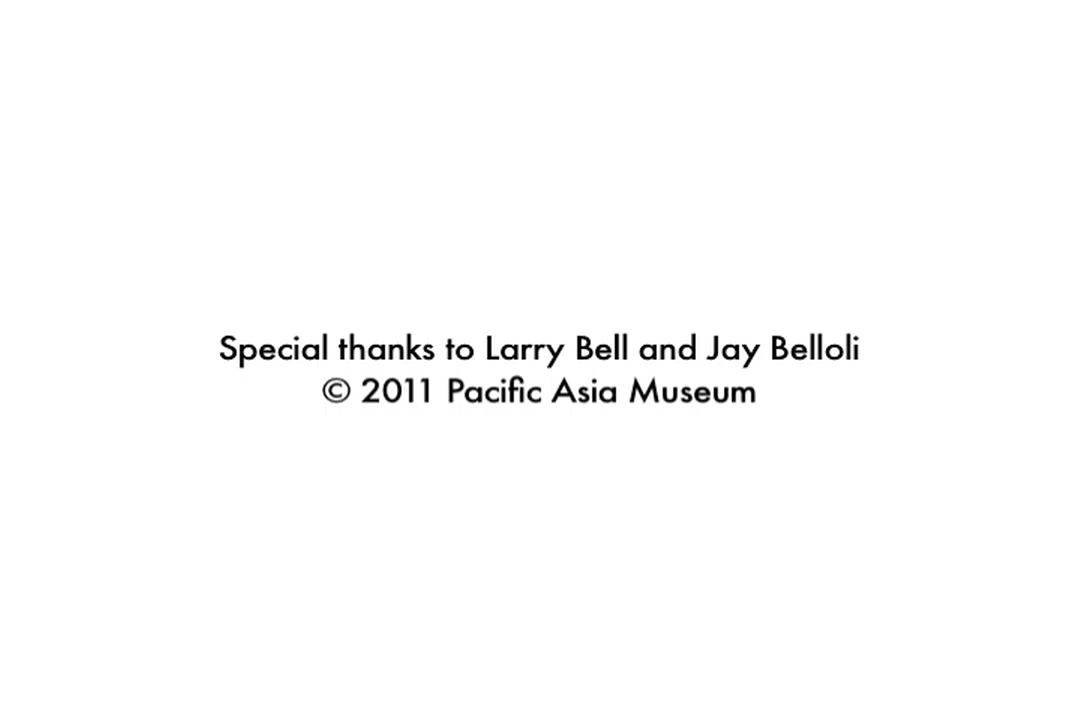 Special thanks to Larry Bell and Jay Belloli
© 2011 Pacific Asia Museum